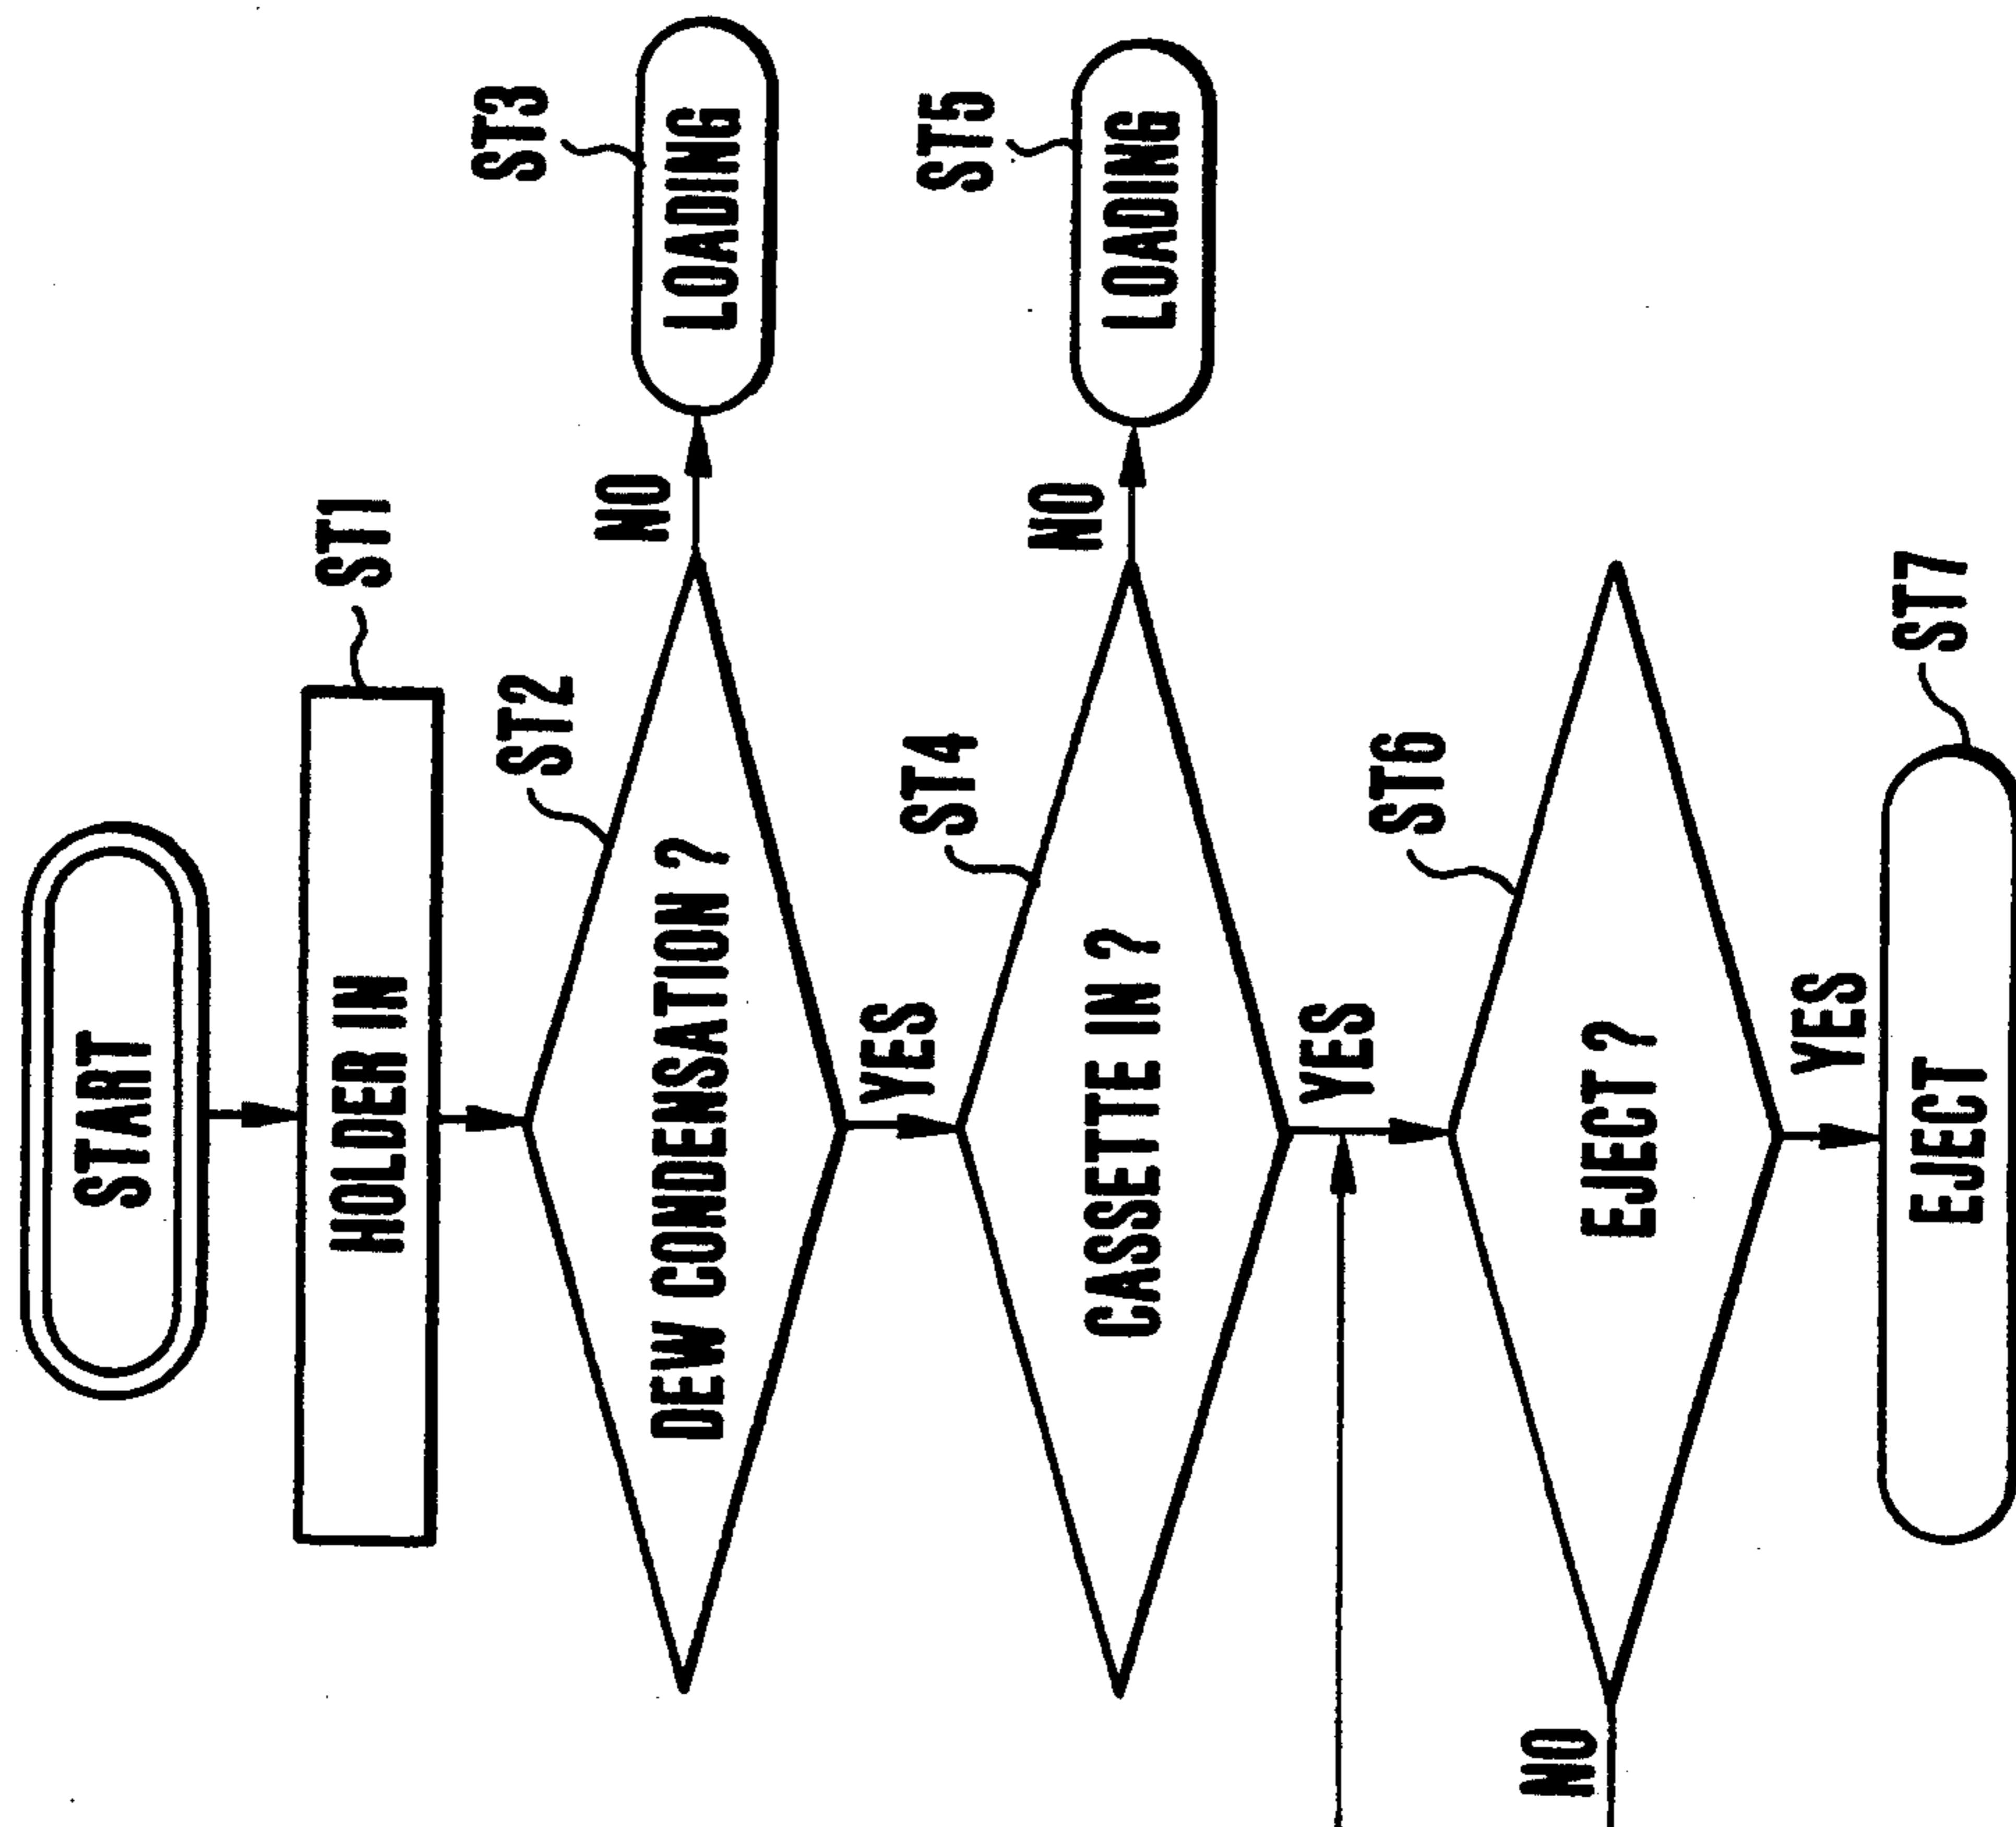 START
HOLDER IN
ST1
DEW CONDENSATION ?
ST2
NO
LOADING
ST3
YES
CASSETTE IN ?
ST4
NO
LOADING
ST5
YES
EJECT ?
ST6
NO
YES
EJECT
ST7